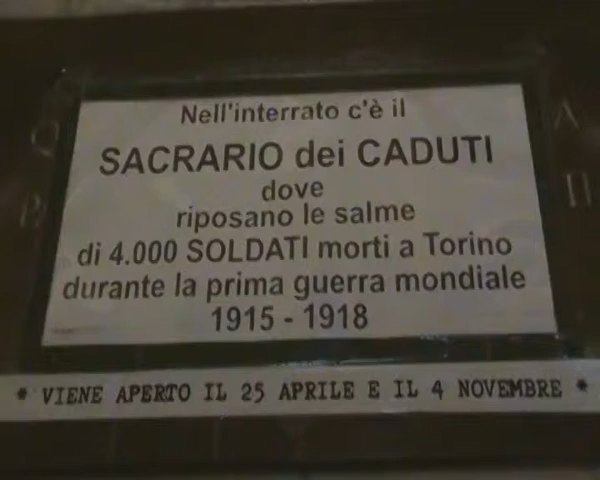 Nell'interrato c'è il
SACRARIO dei CADUTI
dove
riposano le salme
di 4.000 SOLDATI morti a Torino
durante la prima guerra mondiale
1915 - 1918
* VIENE APERTO IL 25 APRILE E IL 4 NOVEMBRE *